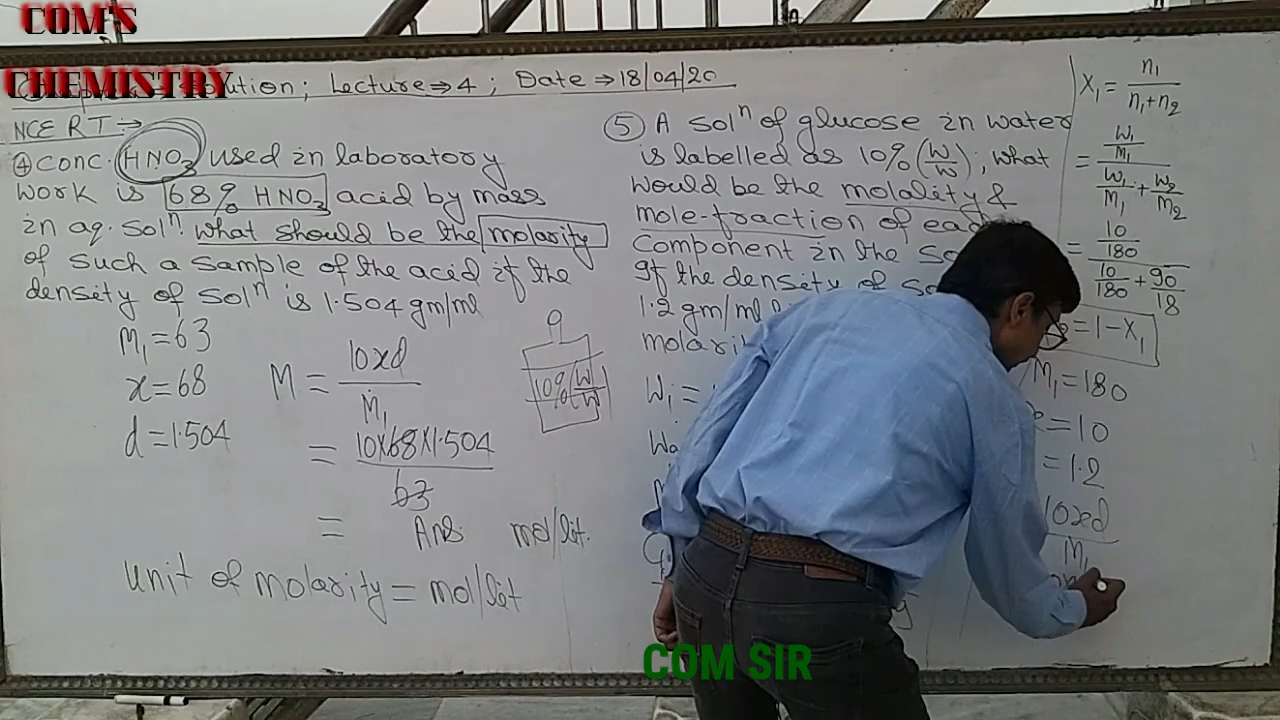 COM'S
CHEMISTRY
Lecture⇒4; Date⇒18/04/20
NCERT:→
④ conc. HNO₃ used in laboratory
work is 68% HNO₃ acid by mass
in aq. solⁿ. what should be the molarity
of such a sample of the acid if the
density of solⁿ is 1.504 gm/ml
M₁=63
x=68
d=1.504
M = 10xd / M₁
= 10×68×1.504 / 63
= Ans mol/lit.
unit of molarity = mol/lit
10% (W/W)
⑤ A solⁿ of glucose in water
is labelled as 10% (W/W); what
would be the molality &
mole-fraction of
component in the
If the density of
1.2 gm/ml
W₁ =
X₁ = n₁ / n₁+n₂
= W₁/M₁ / W₁/M₁ + W₂/M₂
= 10/180 / 10/180 + 90/18
=1-X₁
M₁=180
=10
=1.2
10xd / M₁
COM SIR